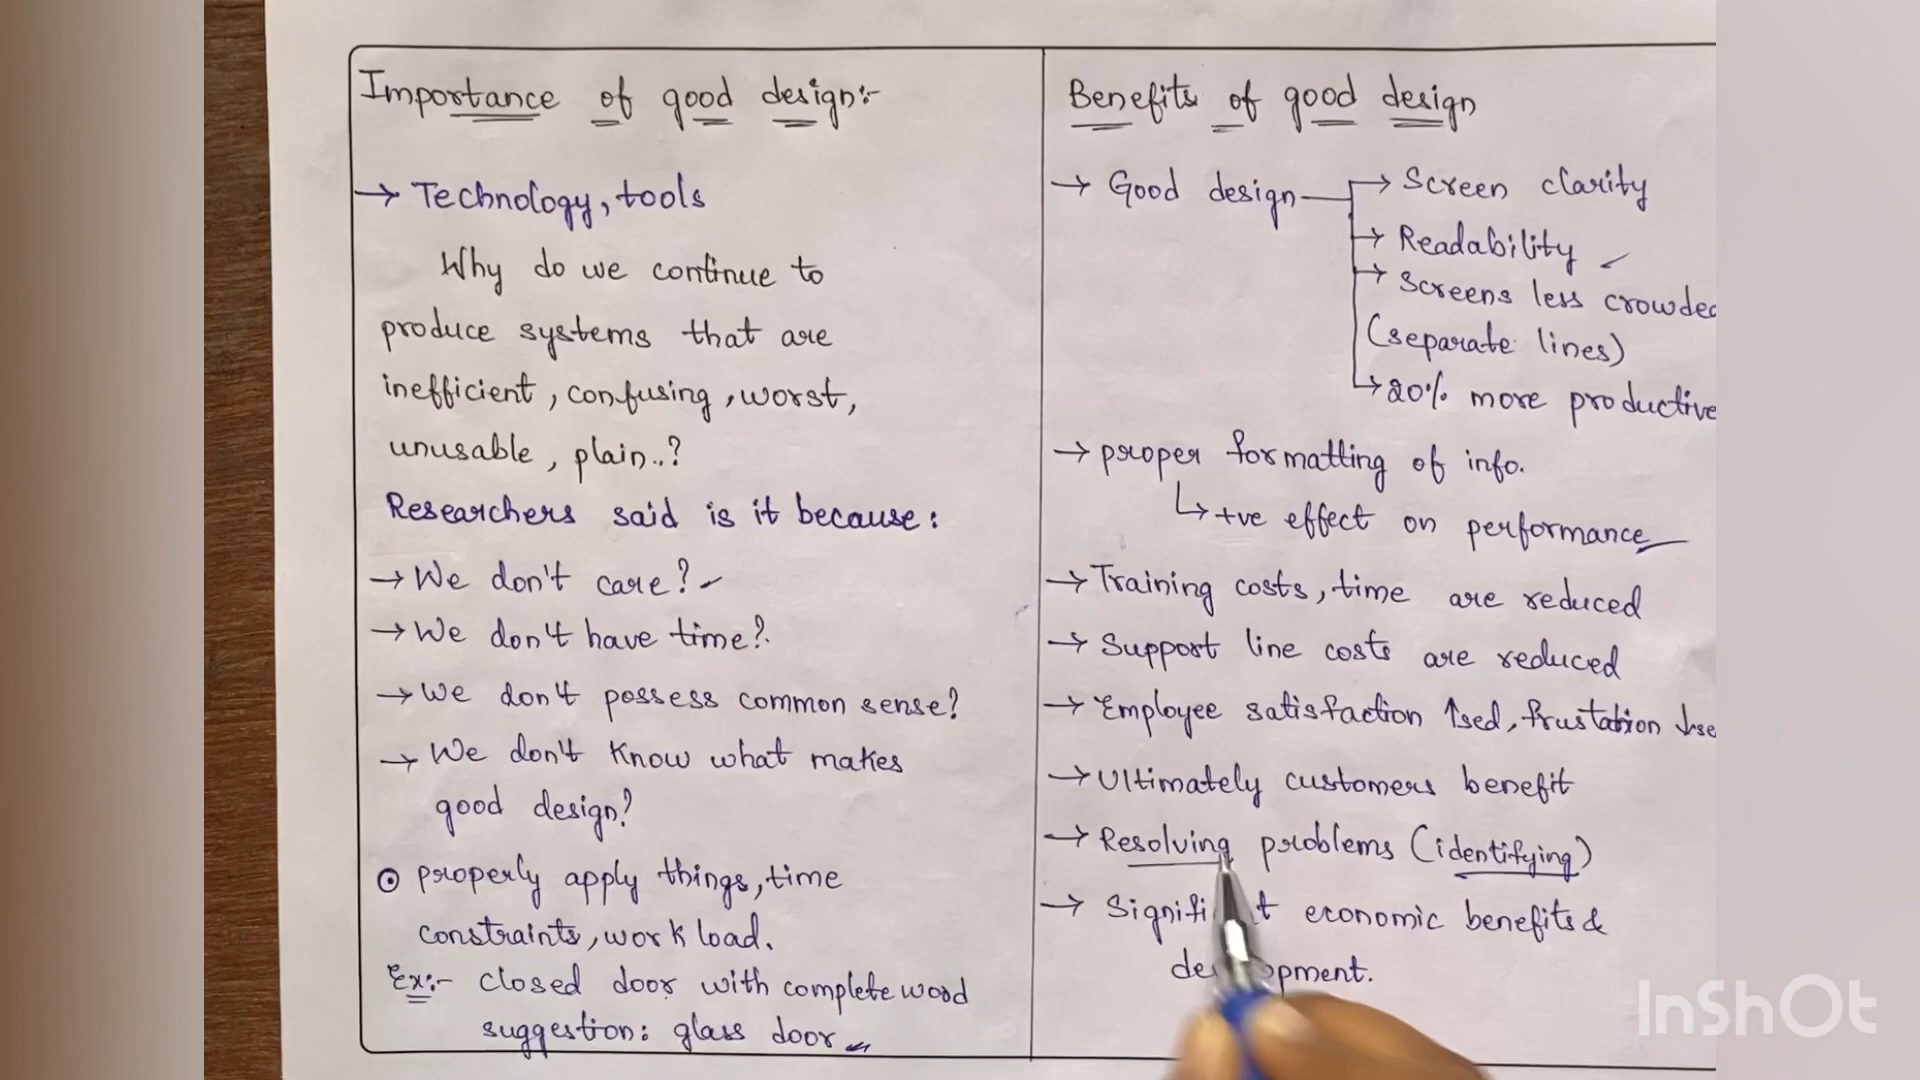 Importance of good design:-
→ Technology, tools
Why do we continue to
produce systems that are
inefficient, confusing, worst,
unusable, plain..?
Researchers said is it because:
→ We don't care?
→ We don't have time?
→ We don't possess common sense?
→ We don't know what makes
good design?
⊙ properly apply things, time
constraints, work load.
Ex:- closed door with complete wood
suggestion: glass door
Benefits of good design
→ Good design → Screen clarity
→ Readability
→ Screens less crowded
(separate lines)
→ 20% more productive
→ proper formatting of info.
↳ +ve effect on performance
→ Training costs, time are reduced
→ Support line costs are reduced
→ Employee satisfaction ↑sed, frustation ↓se
→ Ultimately customers benefit
→ Resolving problems (identifying)
→ economic benefits &
InShOt